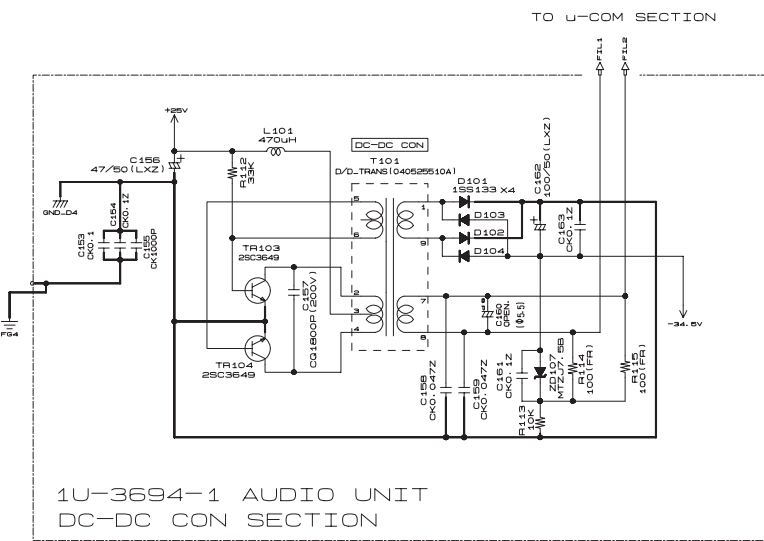 TO u-COM SECTION
FIL1
FIL2
+25V
L101
470uH
DC-DC CON
T101
D/D_TRANS(040525510A)
C156
47/50(LXZ)
R112
33K
D101
1SS133 X4
D103
D102
D104
C162
100/50(LXZ)
C163
CK0.1Z
GND_D4
C153
CK0.1
C154
CK0.1Z
C155
CK1000P
TR103
2SC3649
C157
CQ1800P(200V)
TR104
2SC3649
5
6
2
3
4
1
9
7
8
C160
OPEN.
(Φ5.5)
-34.5V
FG4
C158
CK0.047Z
C159
CK0.047Z
C161
CK0.1Z
ZD107
MTZJ7.5B
R114
100(FR)
R115
100(FR)
R113
10K
1U-3694-1 AUDIO UNIT
DC-DC CON SECTION